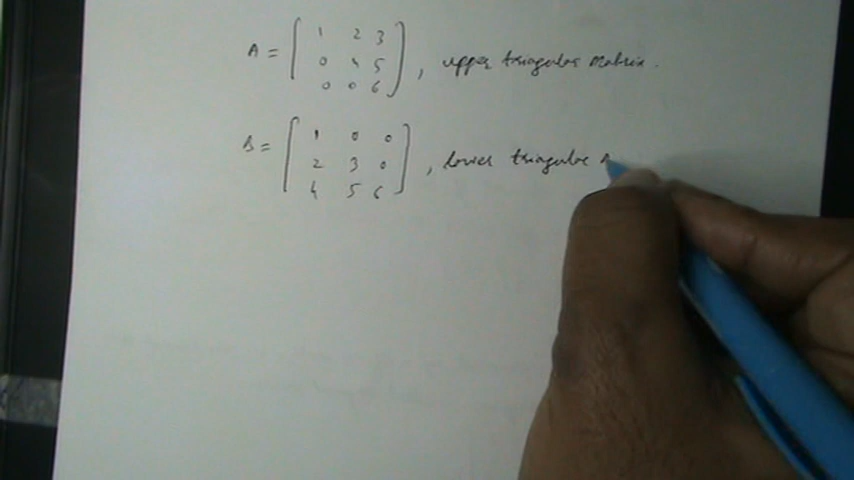 A = [ 1 2 3
0 4 5
0 0 6 ] , upper triangular Matrix .
B = [ 1 0 0
2 3 0
4 5 6 ] , lower triangular